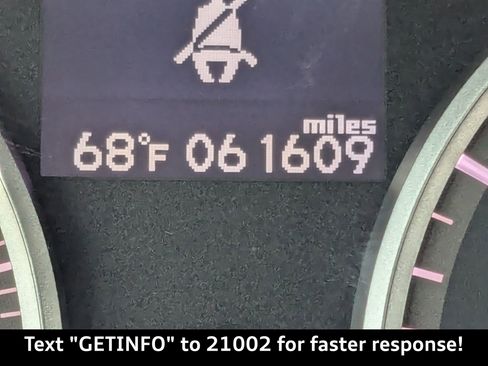 miles
68°F 061609
Text "GETINFO" to 21002 for faster response!